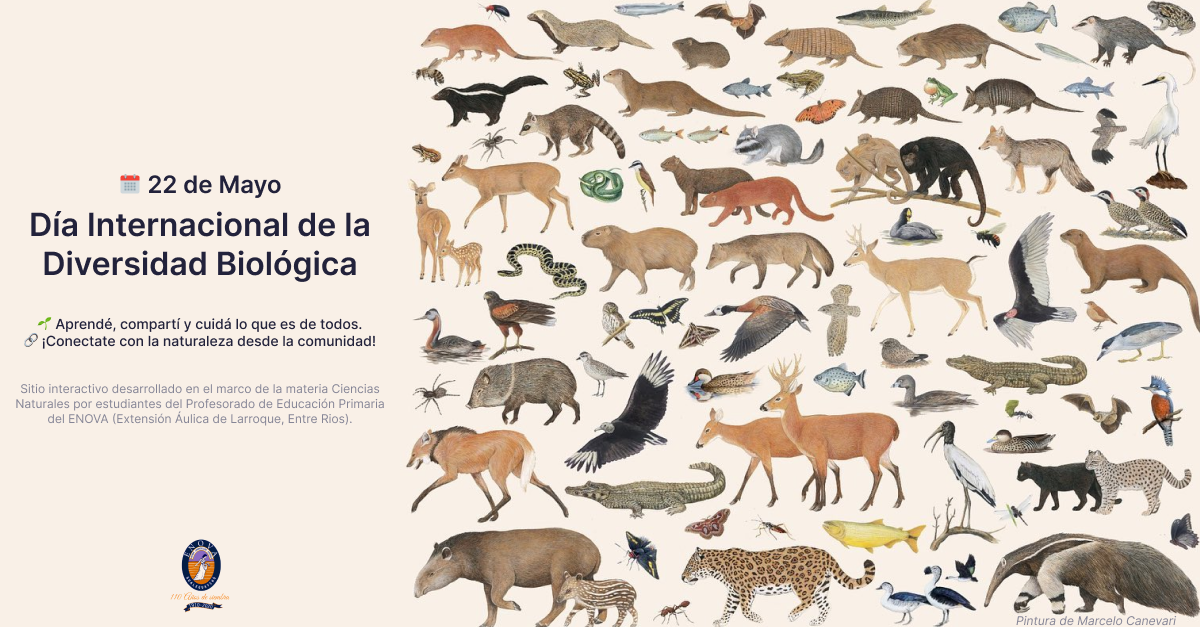 22 de Mayo
Día Internacional de la
Diversidad Biológica
Aprendé, compartí y cuidá lo que es de todos.
¡Conectate con la naturaleza desde la comunidad!
Sitio interactivo desarrollado en el marco de la materia Ciencias
Naturales por estudiantes del Profesorado de Educación Primaria
del ENOVA (Extensión Áulica de Larroque, Entre Rios).
ENOVA
110 Años de siembra
Pintura de Marcelo Canevari